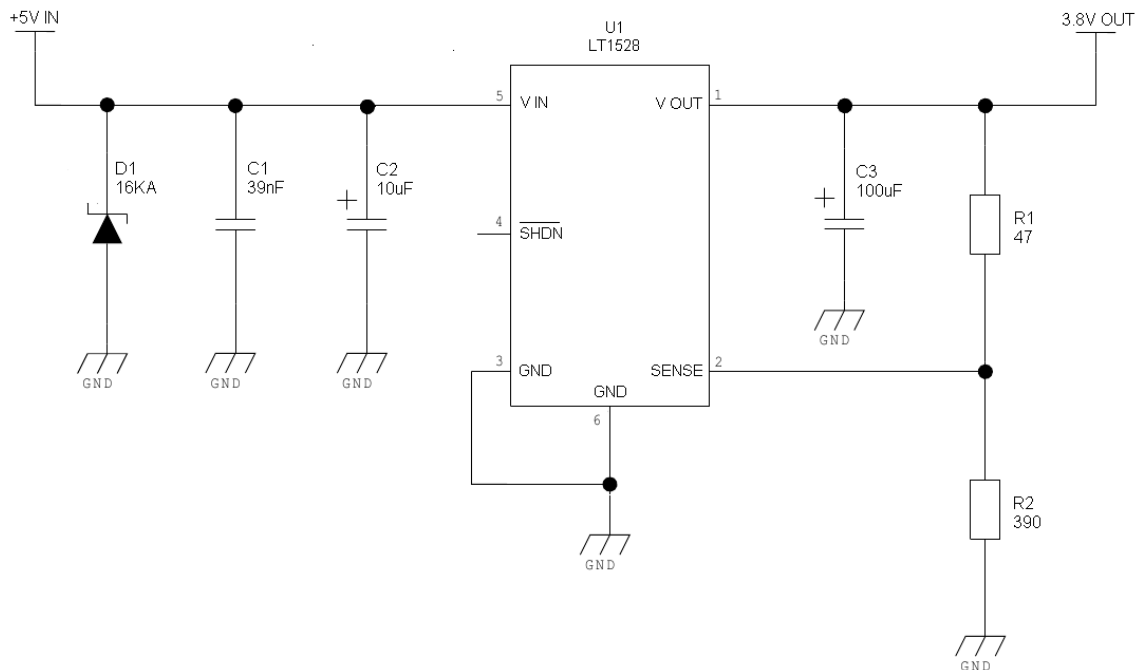 +5V IN
U1
LT1528
3.8V OUT
5
V IN
V OUT
1
D1
16KA
C1
39nF
C2
10uF
C3
100uF
4
SHDN
R1
47
GND
3
GND
SENSE
2
GND
GND
GND
GND
6
R2
390
GND
GND